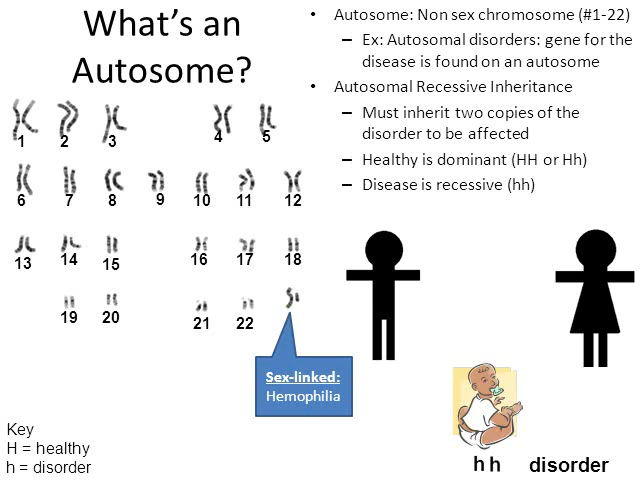 What's an
Autosome?
• Autosome: Non sex chromosome (#1-22)
– Ex: Autosomal disorders: gene for the
disease is found on an autosome
• Autosomal Recessive Inheritance
– Must inherit two copies of the
disorder to be affected
– Healthy is dominant (HH or Hh)
– Disease is recessive (hh)
1 2 3 4 5
6 7 8 9 10 11 12
13 14 15 16 17 18
19 20 21 22
Sex-linked:
Hemophilia
Key
H = healthy
h = disorder
h h disorder